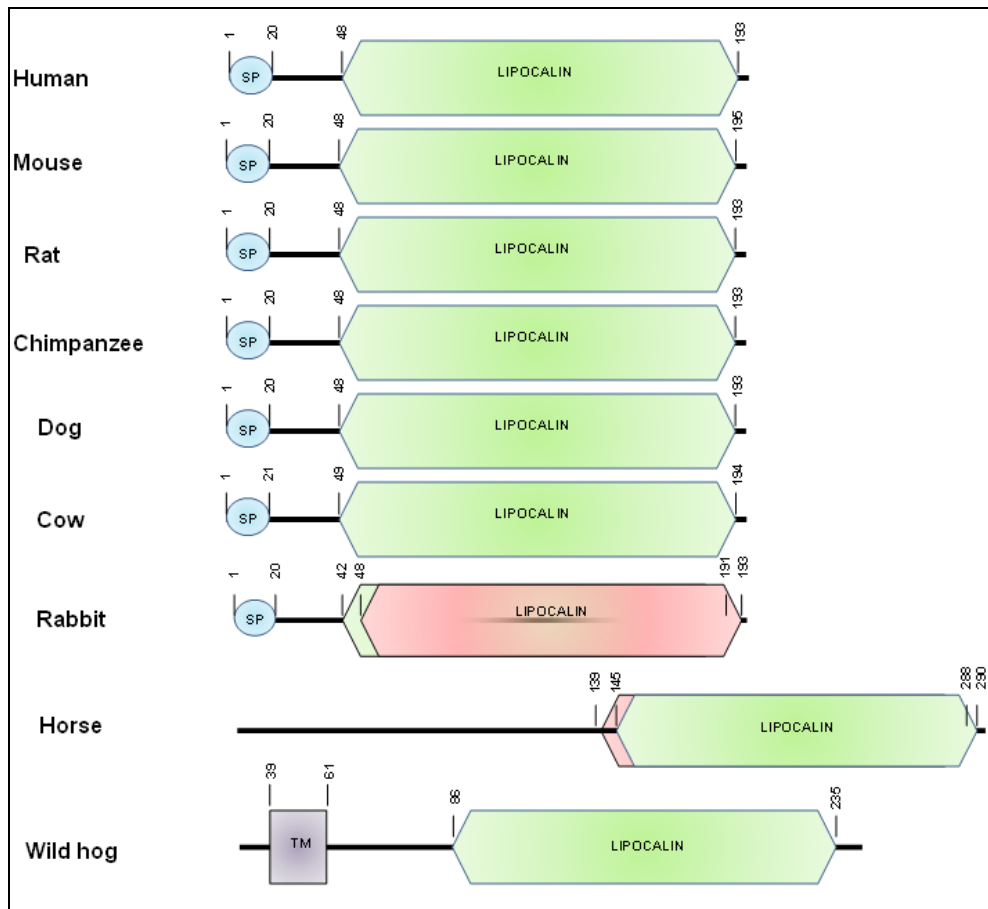 1 20 48 193
Human SP LIPOCALIN
1 20 48 195
Mouse SP LIPOCALIN
1 20 48 193
Rat SP LIPOCALIN
1 20 48 193
Chimpanzee SP LIPOCALIN
1 20 48 193
Dog SP LIPOCALIN
1 21 49 194
Cow SP LIPOCALIN
1 20 42 48 191 193
Rabbit SP LIPOCALIN
139 145 288 290
Horse LIPOCALIN
39 61 86 235
Wild hog TM LIPOCALIN